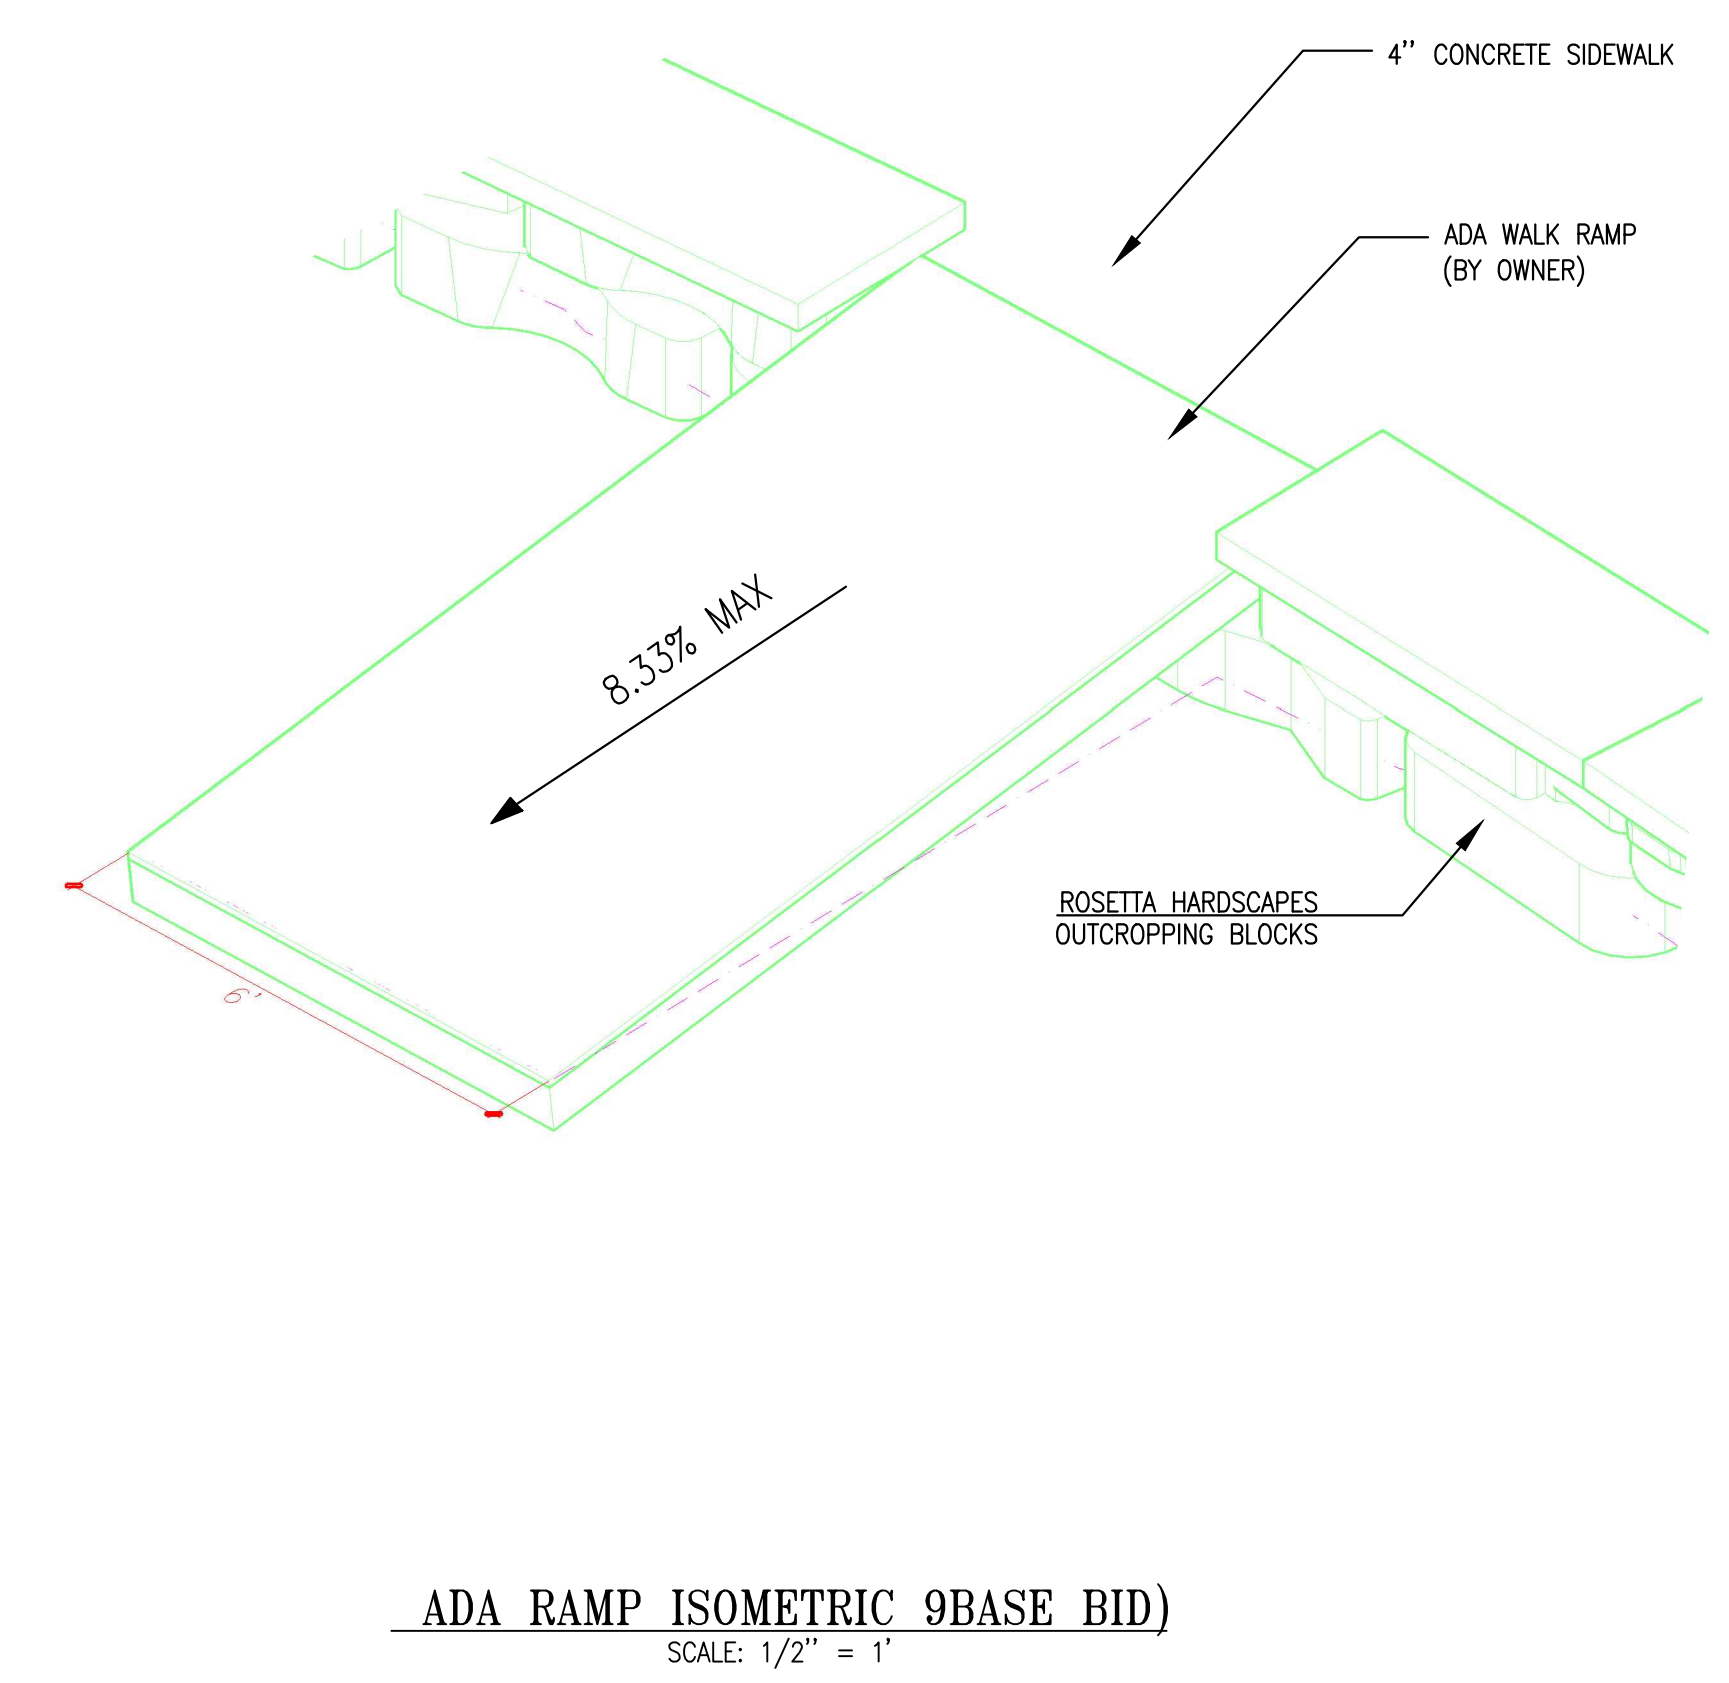 4" CONCRETE SIDEWALK
ADA WALK RAMP
(BY OWNER)
8.33% MAX
ROSETTA HARDSCAPES
OUTCROPPING BLOCKS
6'
ADA RAMP ISOMETRIC 9BASE BID)
SCALE: 1/2" = 1'